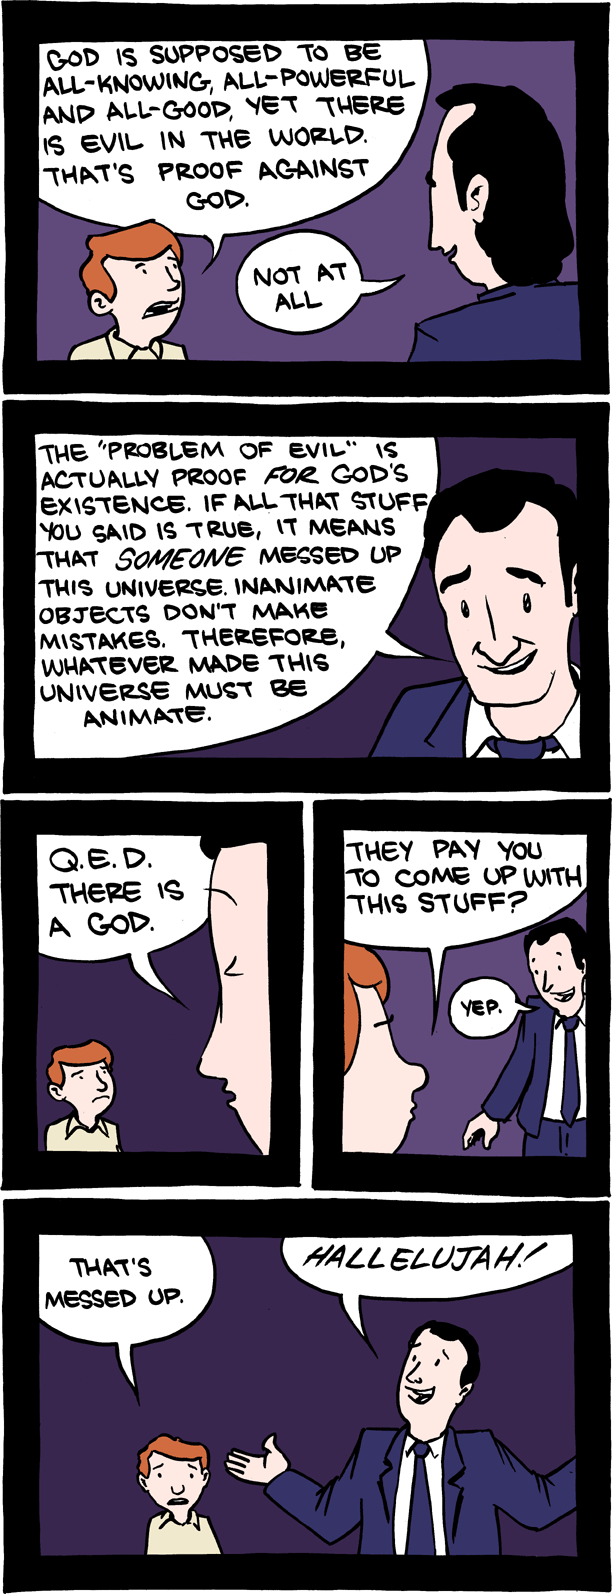 GOD IS SUPPOSED TO BE
ALL-KNOWING, ALL-POWERFUL
AND ALL-GOOD, YET THERE
IS EVIL IN THE WORLD.
THAT'S PROOF AGAINST
GOD.
NOT AT
ALL
THE "PROBLEM OF EVIL" IS
ACTUALLY PROOF FOR GOD'S
EXISTENCE. IF ALL THAT STUFF
YOU SAID IS TRUE, IT MEANS
THAT SOMEONE MESSED UP
THIS UNIVERSE. INANIMATE
OBJECTS DON'T MAKE
MISTAKES. THEREFORE,
WHATEVER MADE THIS
UNIVERSE MUST BE
ANIMATE.
Q.E.D.
THERE IS
A GOD.
THEY PAY YOU
TO COME UP WITH
THIS STUFF?
YEP.
THAT'S
MESSED UP.
HALLELUJAH!